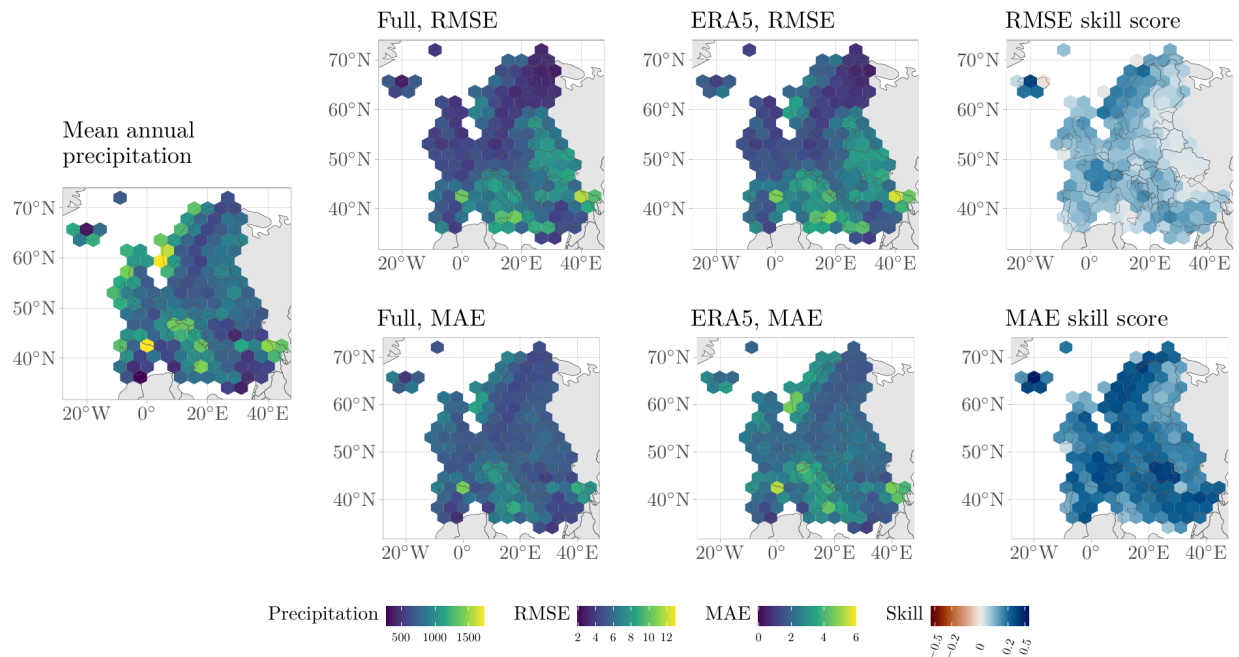 Full, RMSE
ERA5, RMSE
RMSE skill score
70°N
60°N
50°N
40°N
20°W 0° 20°E 40°E
70°N
60°N
50°N
40°N
20°W 0° 20°E 40°E
70°N
60°N
50°N
40°N
20°W 0° 20°E 40°E
Mean annual
precipitation
70°N
60°N
50°N
40°N
20°W 0° 20°E 40°E
Full, MAE
ERA5, MAE
MAE skill score
70°N
60°N
50°N
40°N
20°W 0° 20°E 40°E
70°N
60°N
50°N
40°N
20°W 0° 20°E 40°E
70°N
60°N
50°N
40°N
20°W 0° 20°E 40°E
Precipitation
500 1000 1500
RMSE
2 4 6 8 10 12
MAE
0 2 4 6
Skill
−0.5 −0.2 0 0.2 0.5